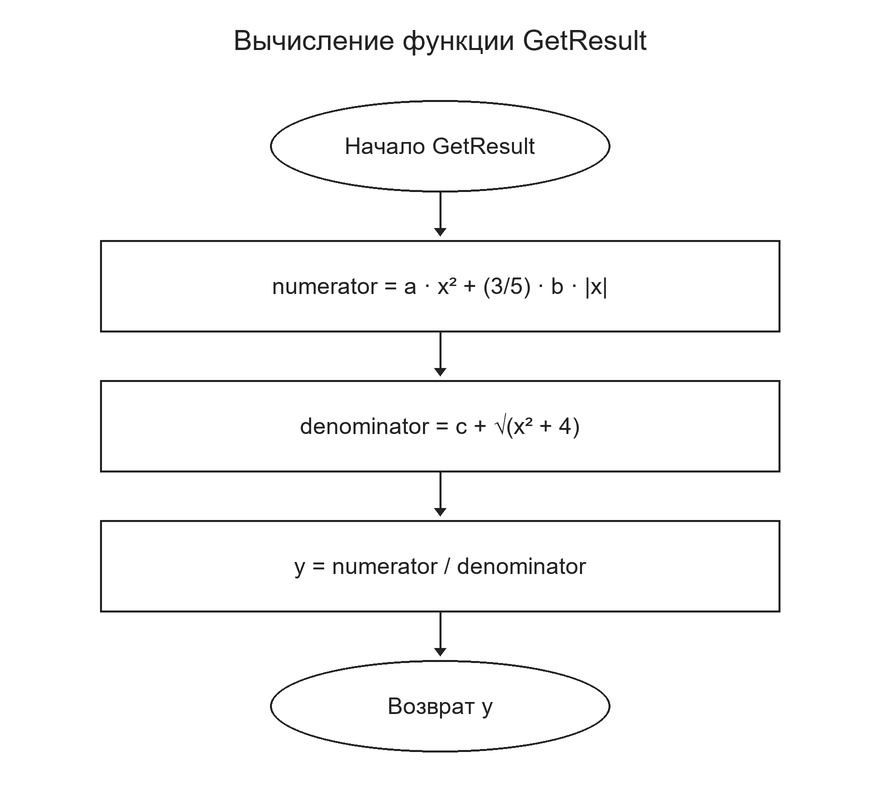 Вычисление функции GetResult
Начало GetResult
numerator = a · x² + (3/5) · b · |x|
denominator = c + √(x² + 4)
y = numerator / denominator
Возврат y